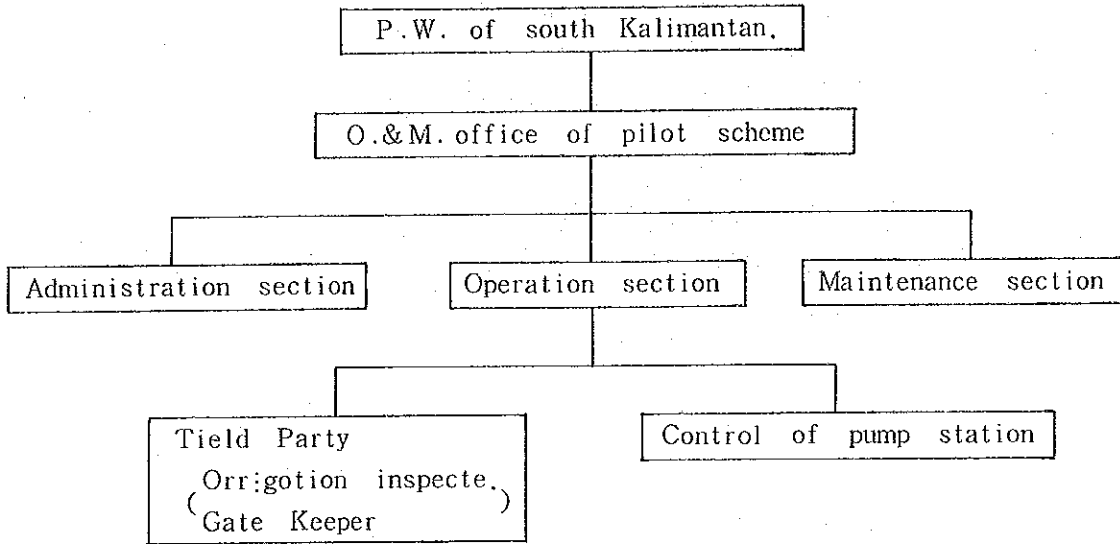 P.W. of south Kalimantan.
O.&M. office of pilot scheme
Administration section
Operation section
Maintenance section
Tield Party
(Orr:gotion inspecte.
Gate Keeper)
Control of pump station